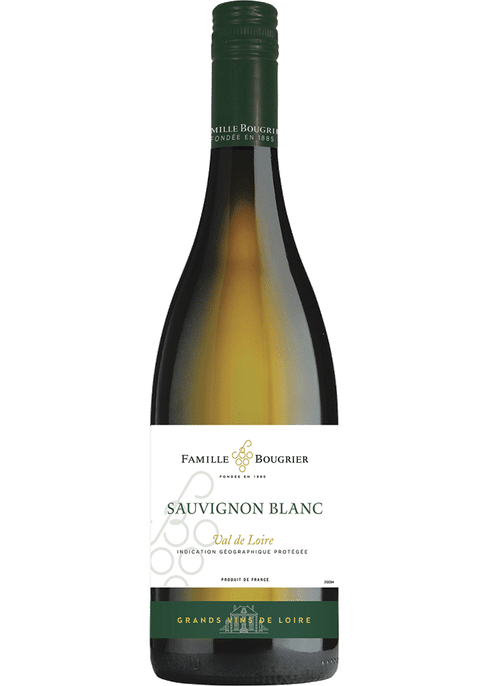 FAMILLE BOUGRIER
FONDÉE EN 1885
FAMILLE BOUGRIER
FONDÉE EN 1885
SAUVIGNON BLANC
Val de Loire
INDICATION GÉOGRAPHIQUE PROTÉGÉE
PRODUIT DE FRANCE
GRANDS VINS DE LOIRE